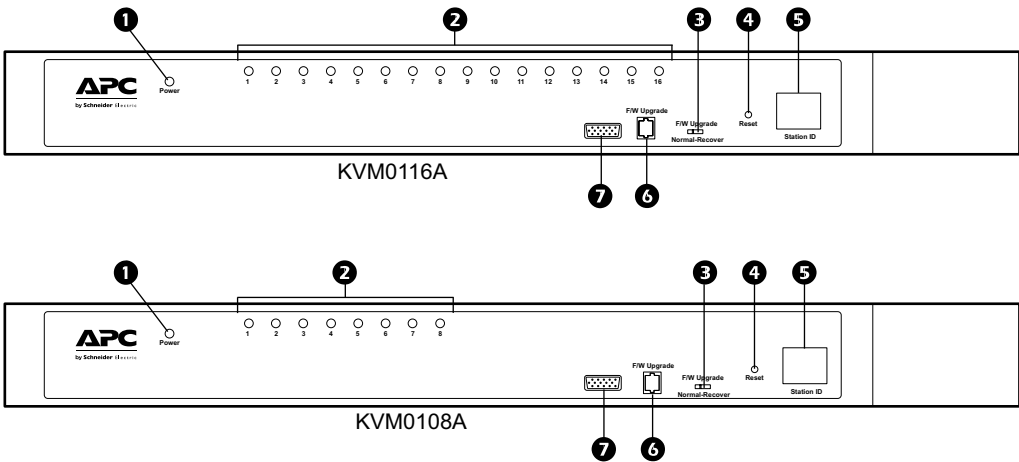 1 2 3 4 5
APC
by Schneider Electric
Power
1 2 3 4 5 6 7 8 9 10 11 12 13 14 15 16
F/W Upgrade
F/W Upgrade
Normal-Recover
Reset
Station ID
KVM0116A
7 6
1 2 3 4 5
APC
by Schneider Electric
Power
1 2 3 4 5 6 7 8
F/W Upgrade
F/W Upgrade
Normal-Recover
Reset
Station ID
KVM0108A
7 6